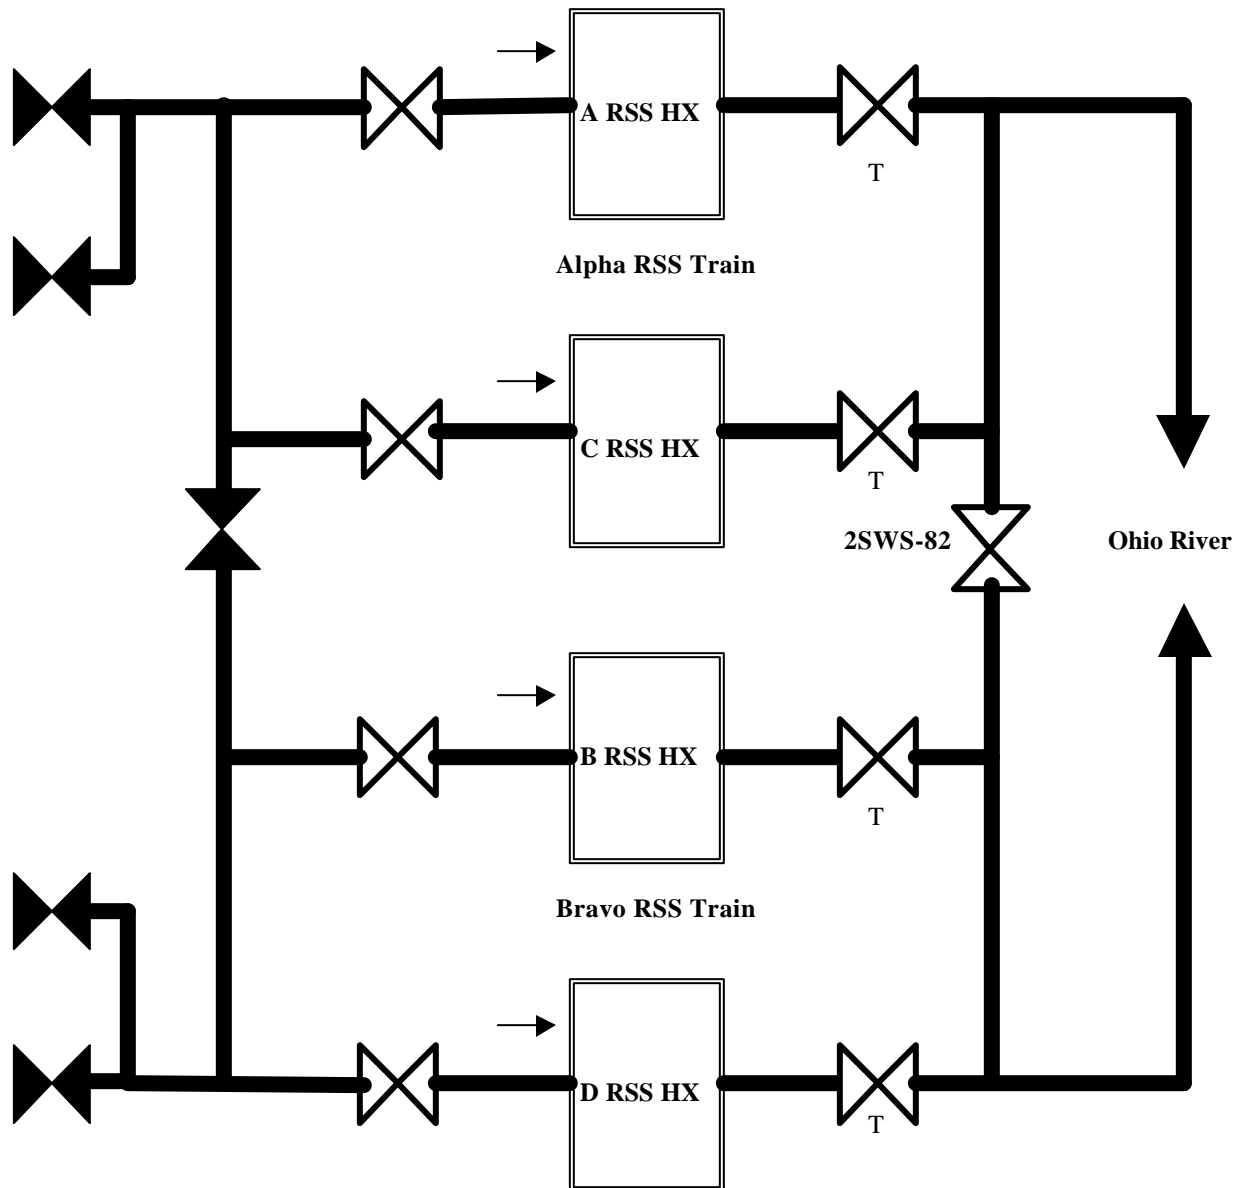 A RSS HX
T
Alpha RSS Train
C RSS HX
T
2SWS-82
Ohio River
B RSS HX
T
Bravo RSS Train
D RSS HX
T